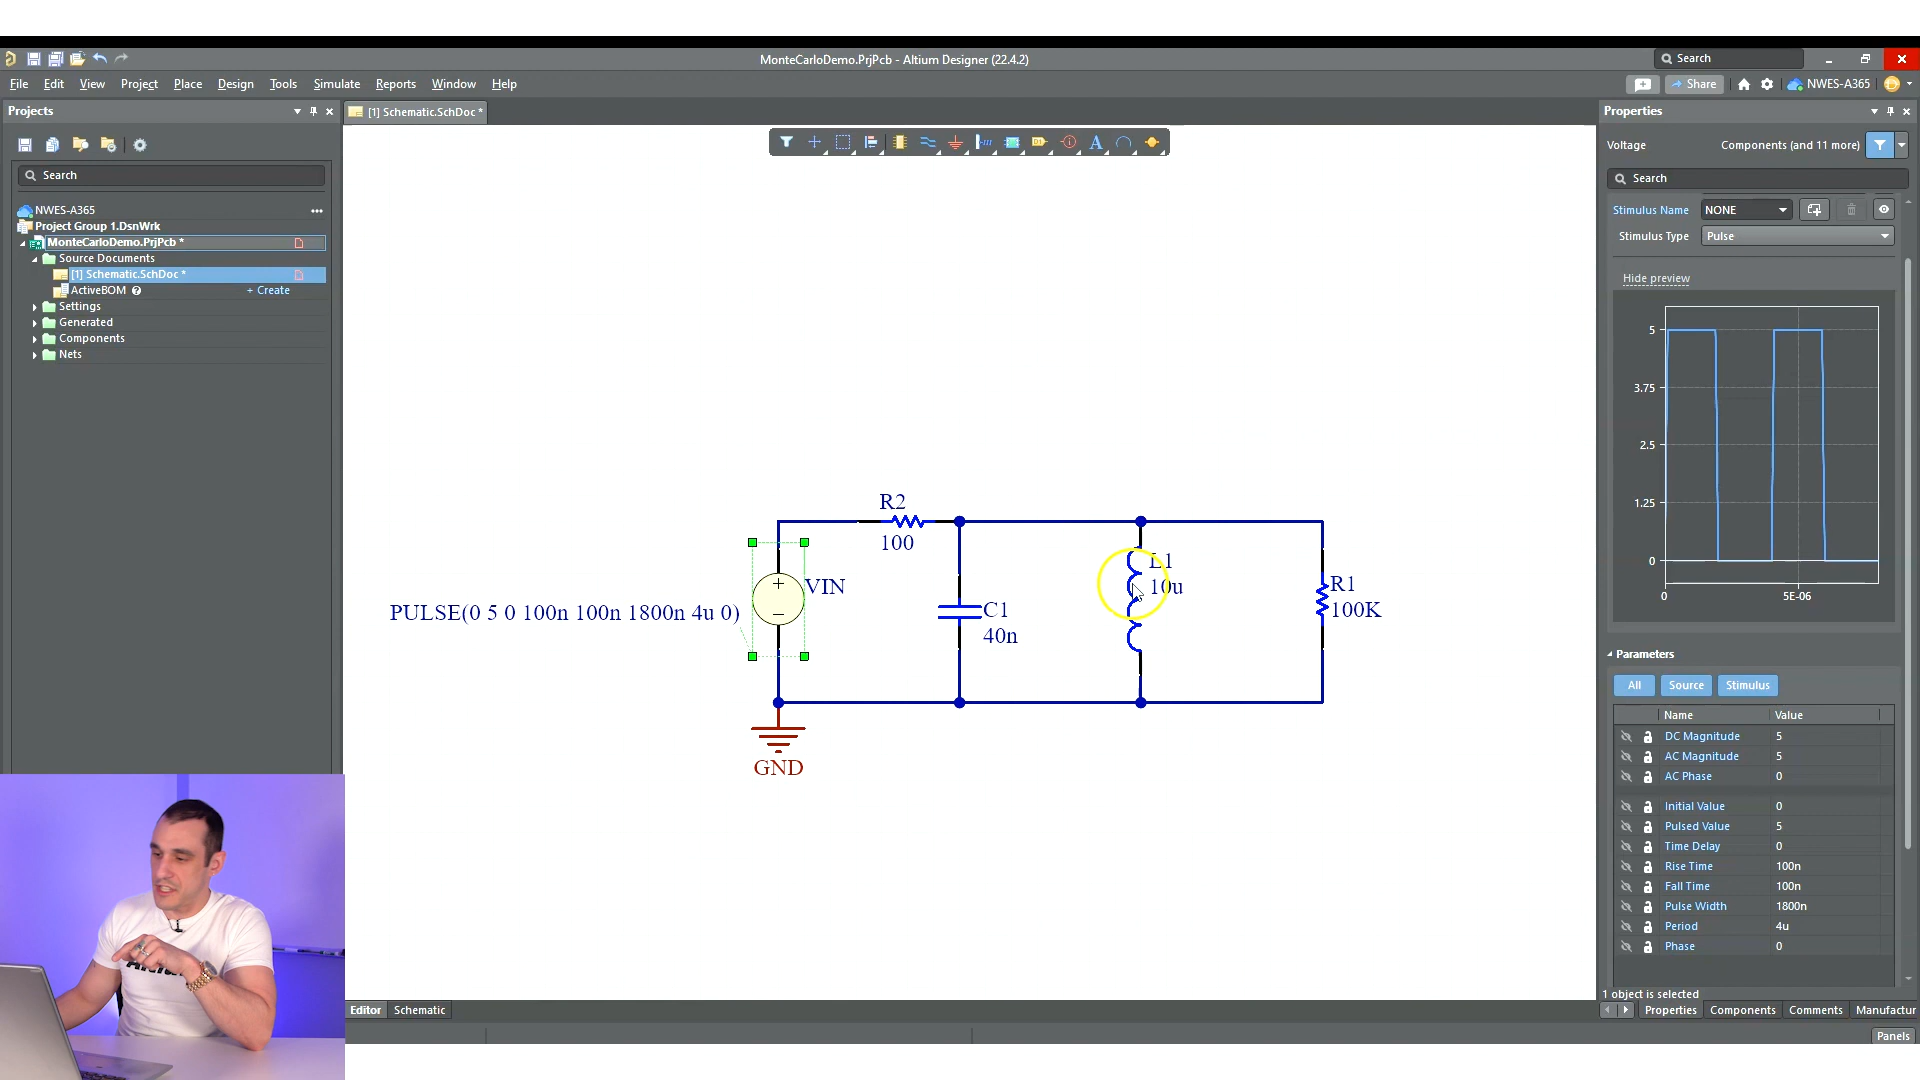 MonteCarloDemo.PrjPcb - Altium Designer (22.4.2)
Search
File Edit View Project Place Design Tools Simulate Reports Window Help
Share
NWES-A365
Projects
[1] Schematic.SchDoc *
Properties
Voltage
Components (and 11 more)
Search
Search
NWES-A365
Project Group 1.DsnWrk
MonteCarloDemo.PrjPcb *
Source Documents
[1] Schematic.SchDoc *
ActiveBOM
+ Create
Settings
Generated
Components
Nets
Stimulus Name NONE
Stimulus Type Pulse
Hide preview
5
3.75
2.5
1.25
0
0 5E-06
R2
100
VIN
PULSE(0 5 0 100n 100n 1800n 4u 0)
C1
40n
L1
10u
R1
100K
GND
Parameters
All Source Stimulus
Name Value
DC Magnitude 5
AC Magnitude 5
AC Phase 0
Initial Value 0
Pulsed Value 5
Time Delay 0
Rise Time 100n
Fall Time 100n
Pulse Width 1800n
Period 4u
Phase 0
1 object is selected
Editor Schematic
Properties Components Comments Manufactur
Panels